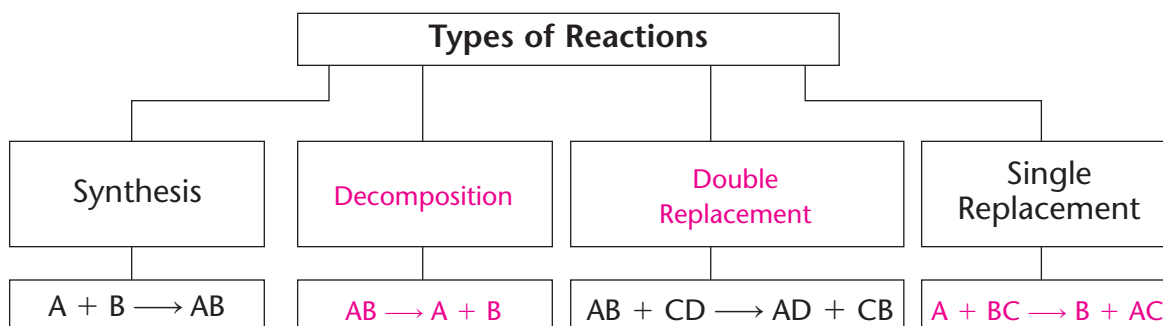 Types of Reactions
Synthesis
Decomposition
Double
Replacement
Single
Replacement
A + B ⟶ AB
AB ⟶ A + B
AB + CD ⟶ AD + CB
A + BC ⟶ B + AC